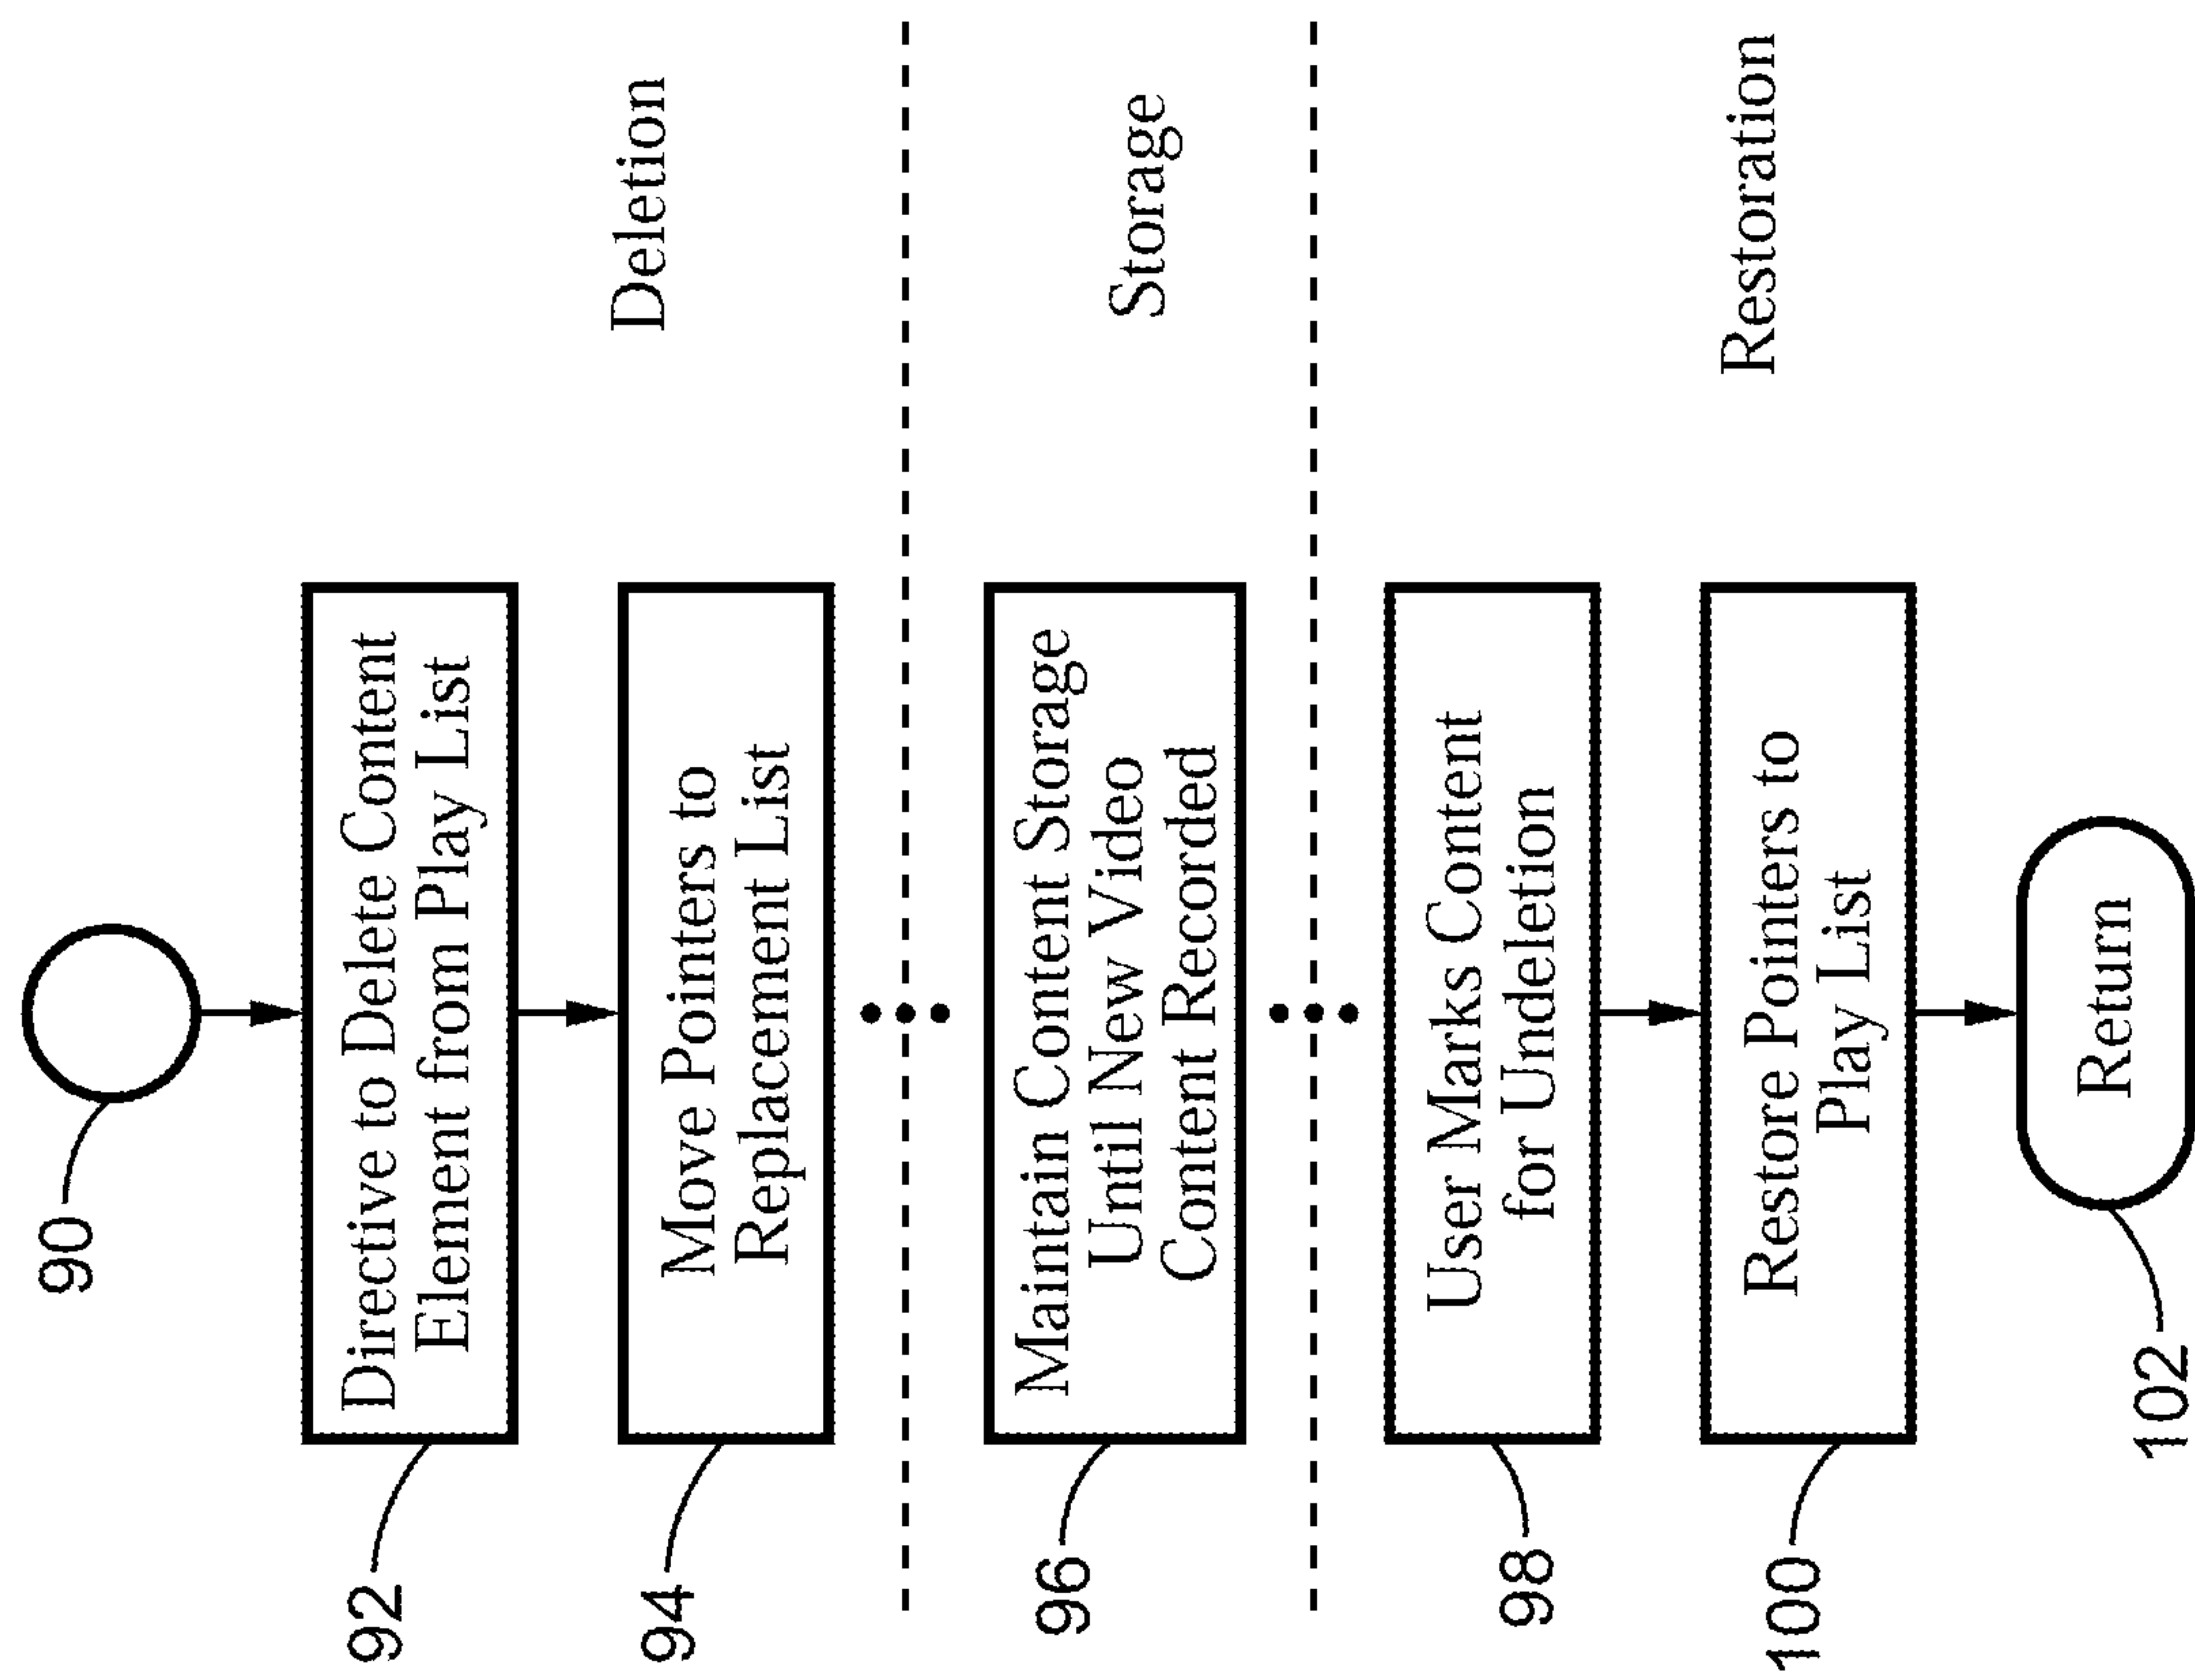 90
92
Directive to Delete Content
Element from Play List
94
Move Pointers to
Replacement List
Deletion
96
Maintain Content Storage
Until New Video
Content Recorded
Storage
98
User Marks Content
for Undeletion
100
Restore Pointers to
Play List
Restoration
Return
102